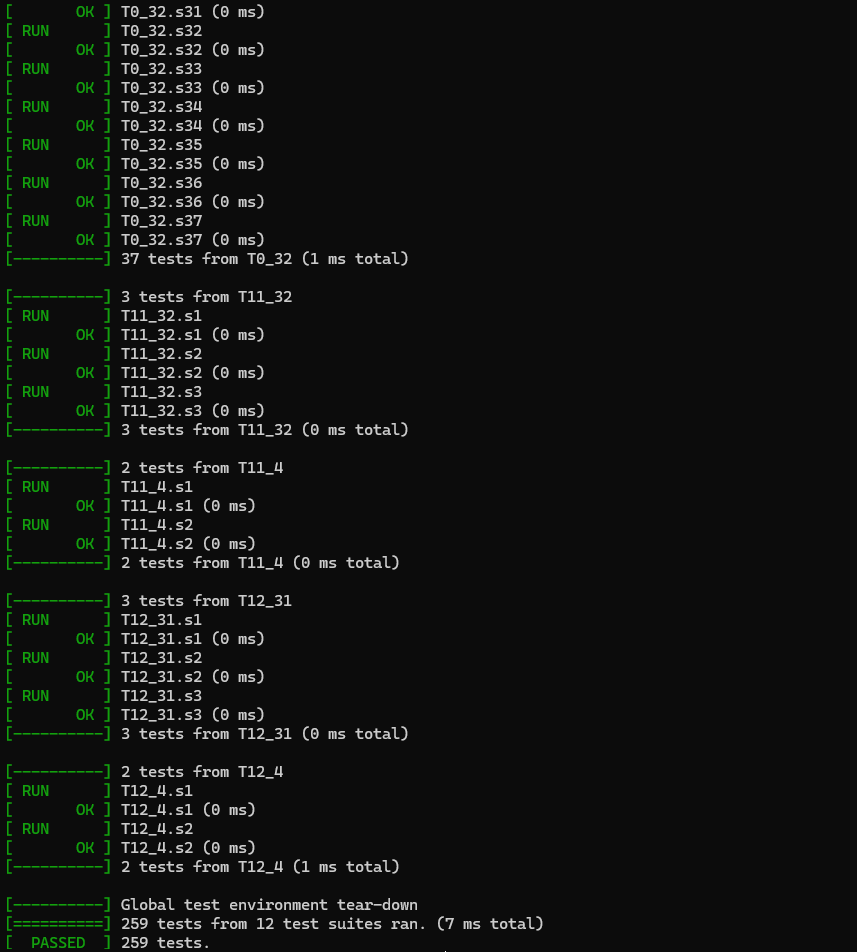 [       OK ] T0_32.s31 (0 ms)
[ RUN      ] T0_32.s32
[       OK ] T0_32.s32 (0 ms)
[ RUN      ] T0_32.s33
[       OK ] T0_32.s33 (0 ms)
[ RUN      ] T0_32.s34
[       OK ] T0_32.s34 (0 ms)
[ RUN      ] T0_32.s35
[       OK ] T0_32.s35 (0 ms)
[ RUN      ] T0_32.s36
[       OK ] T0_32.s36 (0 ms)
[ RUN      ] T0_32.s37
[       OK ] T0_32.s37 (0 ms)
[----------] 37 tests from T0_32 (1 ms total)

[----------] 3 tests from T11_32
[ RUN      ] T11_32.s1
[       OK ] T11_32.s1 (0 ms)
[ RUN      ] T11_32.s2
[       OK ] T11_32.s2 (0 ms)
[ RUN      ] T11_32.s3
[       OK ] T11_32.s3 (0 ms)
[----------] 3 tests from T11_32 (0 ms total)

[----------] 2 tests from T11_4
[ RUN      ] T11_4.s1
[       OK ] T11_4.s1 (0 ms)
[ RUN      ] T11_4.s2
[       OK ] T11_4.s2 (0 ms)
[----------] 2 tests from T11_4 (0 ms total)

[----------] 3 tests from T12_31
[ RUN      ] T12_31.s1
[       OK ] T12_31.s1 (0 ms)
[ RUN      ] T12_31.s2
[       OK ] T12_31.s2 (0 ms)
[ RUN      ] T12_31.s3
[       OK ] T12_31.s3 (0 ms)
[----------] 3 tests from T12_31 (0 ms total)

[----------] 2 tests from T12_4
[ RUN      ] T12_4.s1
[       OK ] T12_4.s1 (0 ms)
[ RUN      ] T12_4.s2
[       OK ] T12_4.s2 (0 ms)
[----------] 2 tests from T12_4 (1 ms total)

[----------] Global test environment tear-down
[==========] 259 tests from 12 test suites ran. (7 ms total)
[  PASSED  ] 259 tests.